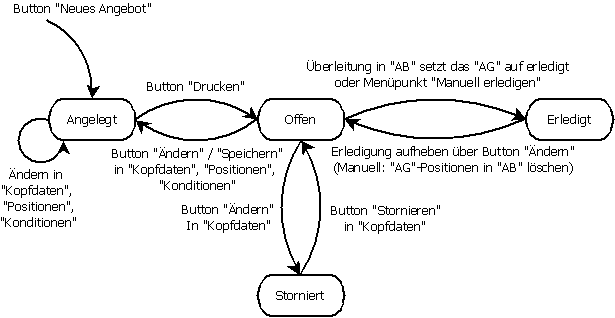 Button "Neues Angebot"
Button "Drucken"
Überleitung in "AB" setzt das "AG" auf erledigt
oder Menüpunkt "Manuell erledigen"
Angelegt
Offen
Erledigt
Button "Ändern" / "Speichern"
in "Kopfdaten", "Positionen",
"Konditionen"
Erledigung aufheben über Button "Ändern"
(Manuell: "AG"-Positionen in "AB" löschen)
Ändern in
"Kopfdaten",
"Positionen",
"Konditionen"
Button "Ändern"
In "Kopfdaten"
Button "Stornieren"
in "Kopfdaten"
Storniert